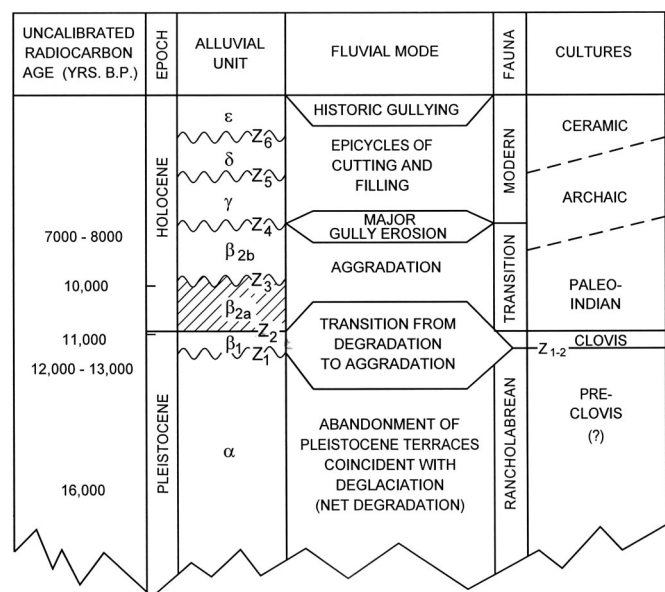 UNCALIBRATED
RADIOCARBON
AGE (YRS. B.P.)
EPOCH
ALLUVIAL
UNIT
FLUVIAL MODE
FAUNA
CULTURES
7000 - 8000
10,000
11,000
12,000 - 13,000
16,000
HOLOCENE
PLEISTOCENE
ε
Z6
δ
Z5
γ
Z4
β2b
Z3
β2a
Z2
β1
Z1
α
HISTORIC GULLYING
EPICYCLES OF
CUTTING AND
FILLING
MAJOR
GULLY EROSION
AGGRADATION
TRANSITION FROM
DEGRADATION
TO AGGRADATION
ABANDONMENT OF
PLEISTOCENE TERRACES
COINCIDENT WITH
DEGLACIATION
(NET DEGRADATION)
MODERN
TRANSITION
RANCHOLABREAN
CERAMIC
ARCHAIC
PALEO-
INDIAN
CLOVIS
Z1-2
PRE-
CLOVIS
(?)